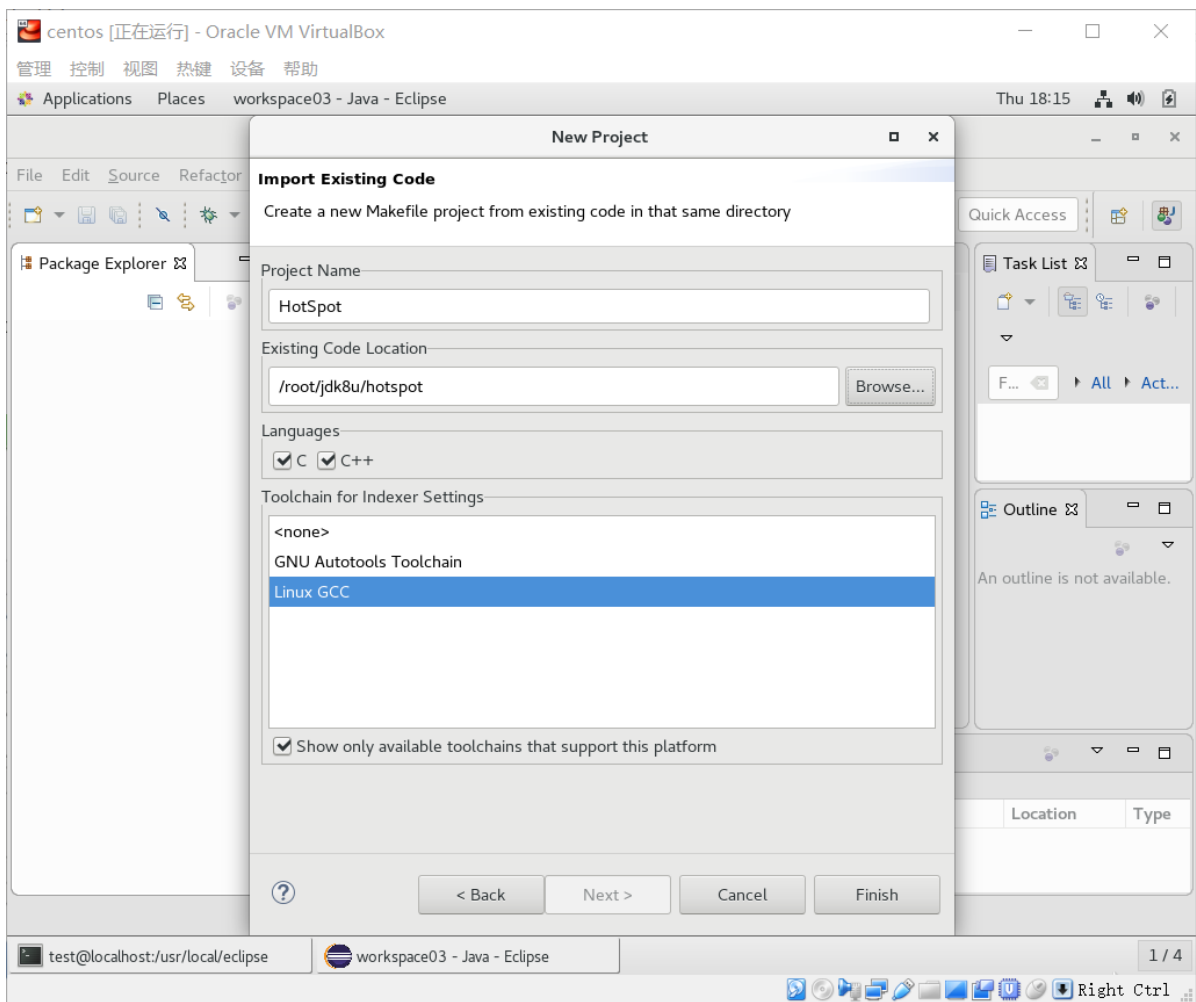 centos [正在运行] - Oracle VM VirtualBox
管理 控制 视图 热键 设备 帮助
Applications Places workspace03 - Java - Eclipse Thu 18:15
New Project
File Edit Source Refactor
Import Existing Code
Create a new Makefile project from existing code in that same directory
Quick Access
Package Explorer
Task List
Project Name
HotSpot
Existing Code Location
/root/jdk8u/hotspot
Browse...
F... All Act...
Languages
C C++
Toolchain for Indexer Settings
<none>
GNU Autotools Toolchain
Linux GCC
Outline
An outline is not available.
Show only available toolchains that support this platform
Location Type
< Back Next > Cancel Finish
test@localhost:/usr/local/eclipse workspace03 - Java - Eclipse 1 / 4
Right Ctrl